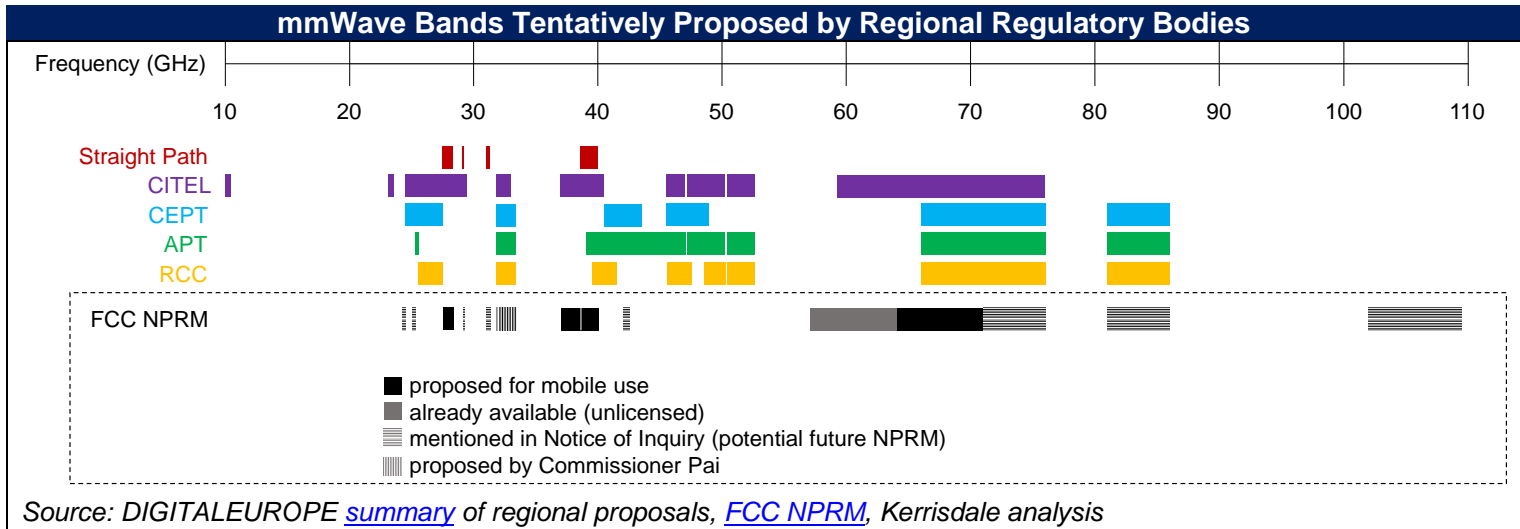 mmWave Bands Tentatively Proposed by Regional Regulatory Bodies
Frequency (GHz)
10 20 30 40 50 60 70 80 90 100 110
Straight Path
CITEL
CEPT
APT
RCC
FCC NPRM
proposed for mobile use
already available (unlicensed)
mentioned in Notice of Inquiry (potential future NPRM)
proposed by Commissioner Pai
Source: DIGITALEUROPE summary of regional proposals, FCC NPRM, Kerrisdale analysis